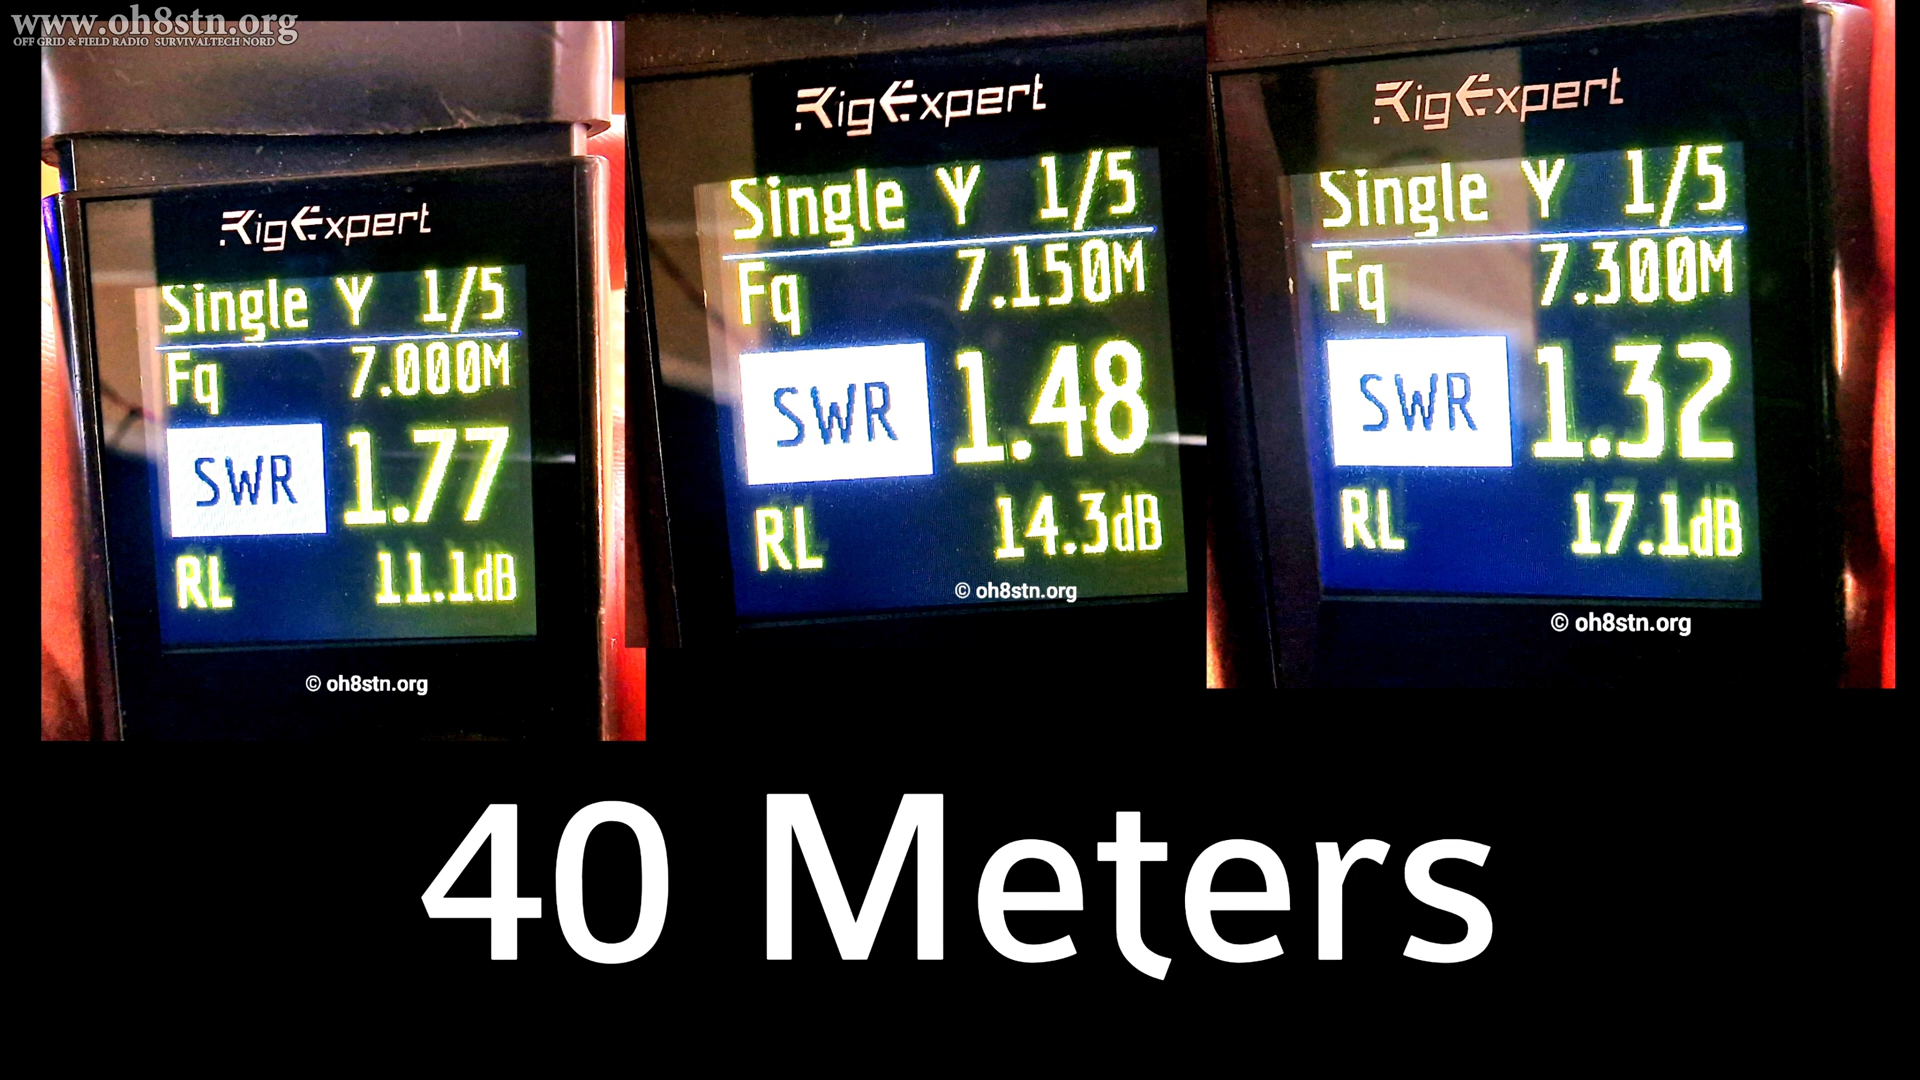 www.oh8stn.org
OFF GRID & FIELD RADIO SURVIVALTECH NORD
RigExpert
Single 1/5
Fq 7.000M
SWR 1.77
RL 11.1dB
© oh8stn.org
RigExpert
Single 1/5
Fq 7.150M
SWR 1.48
RL 14.3dB
© oh8stn.org
RigExpert
Single 1/5
Fq 7.300M
SWR 1.32
RL 17.1dB
© oh8stn.org
40 Meters